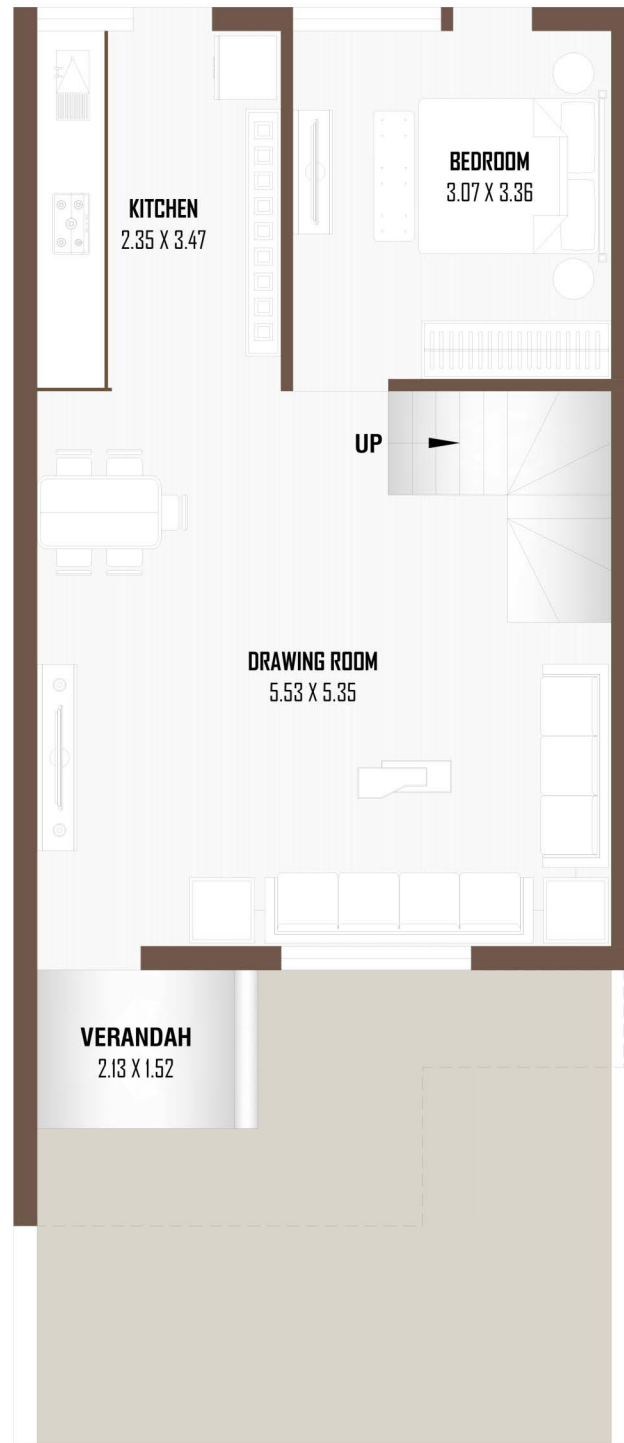 BEDROOM
3.07 X 3.36
KITCHEN
2.35 X 3.47
UP
DRAWING ROOM
5.53 X 5.35
VERANDAH
2.13 X 1.52